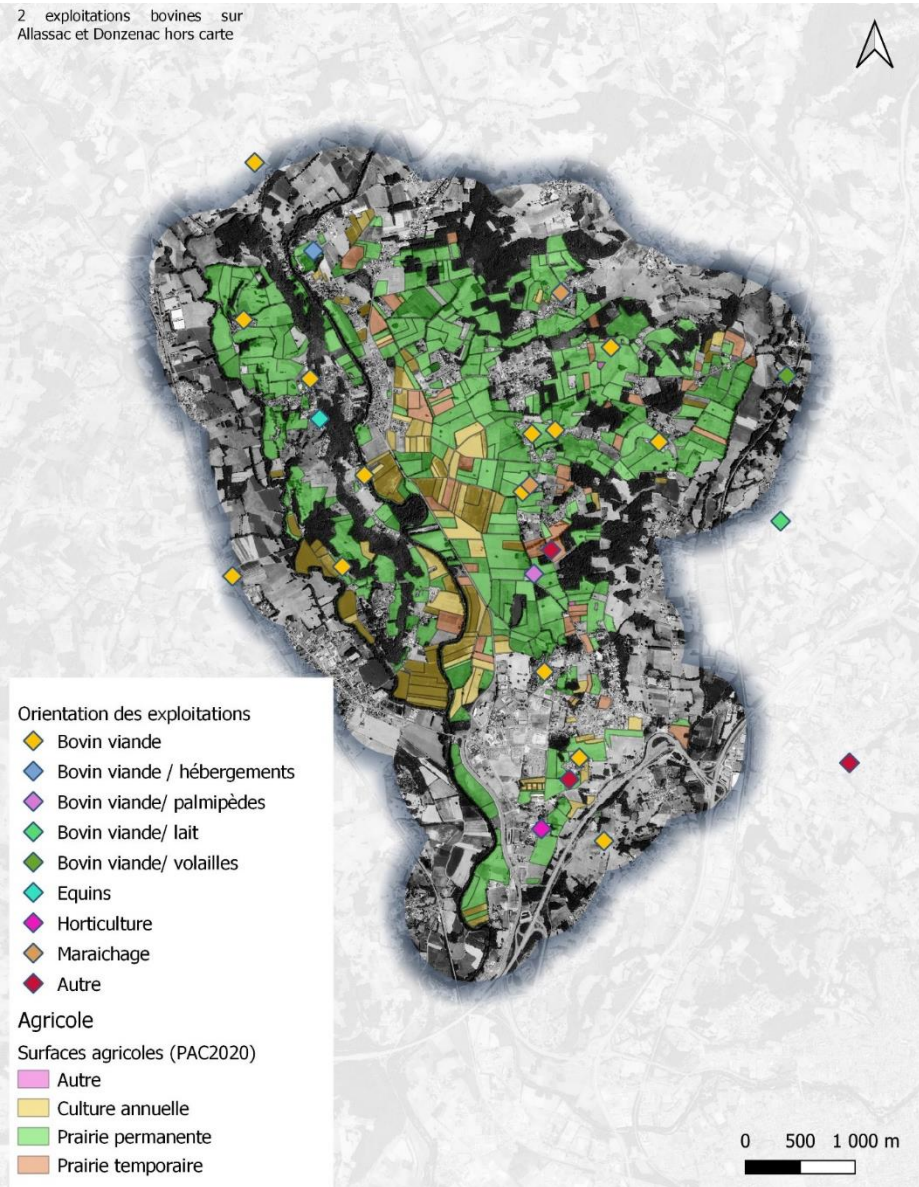 2 exploitations bovines sur
Allassac et Donzenac hors carte
Orientation des exploitations
Bovin viande
Bovin viande / hébergements
Bovin viande/ palmipèdes
Bovin viande/ lait
Bovin viande/ volailles
Equins
Horticulture
Maraichage
Autre
Agricole
Surfaces agricoles (PAC2020)
Autre
Culture annuelle
Prairie permanente
Prairie temporaire
0 500 1 000 m